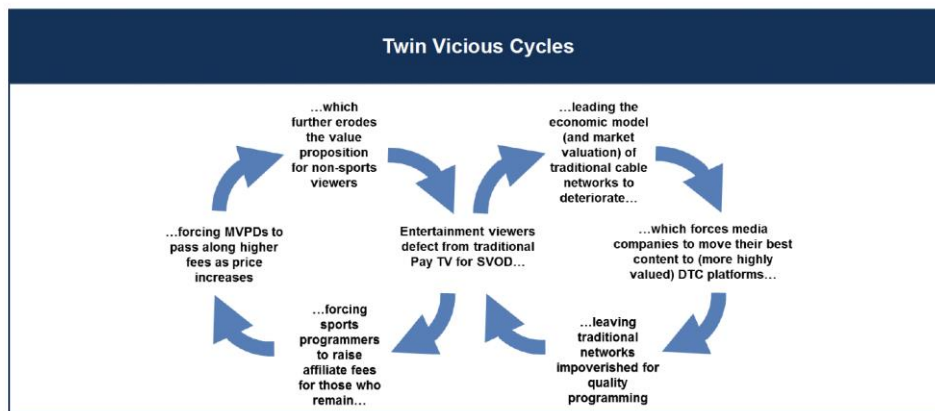 Twin Vicious Cycles
…which
further erodes
the value
proposition
for non-sports
viewers
…leading the
economic model
(and market
valuation) of
traditional cable
networks to
deteriorate…
…forcing MVPDs to
pass along higher
fees as price
increases
Entertainment viewers
defect from traditional
Pay TV for SVOD…
…which forces media
companies to move their best
content to (more highly
valued) DTC platforms…
…forcing
sports
programmers
to raise
affiliate fees
for those who
remain…
…leaving
traditional
networks
impoverished for
quality
programming